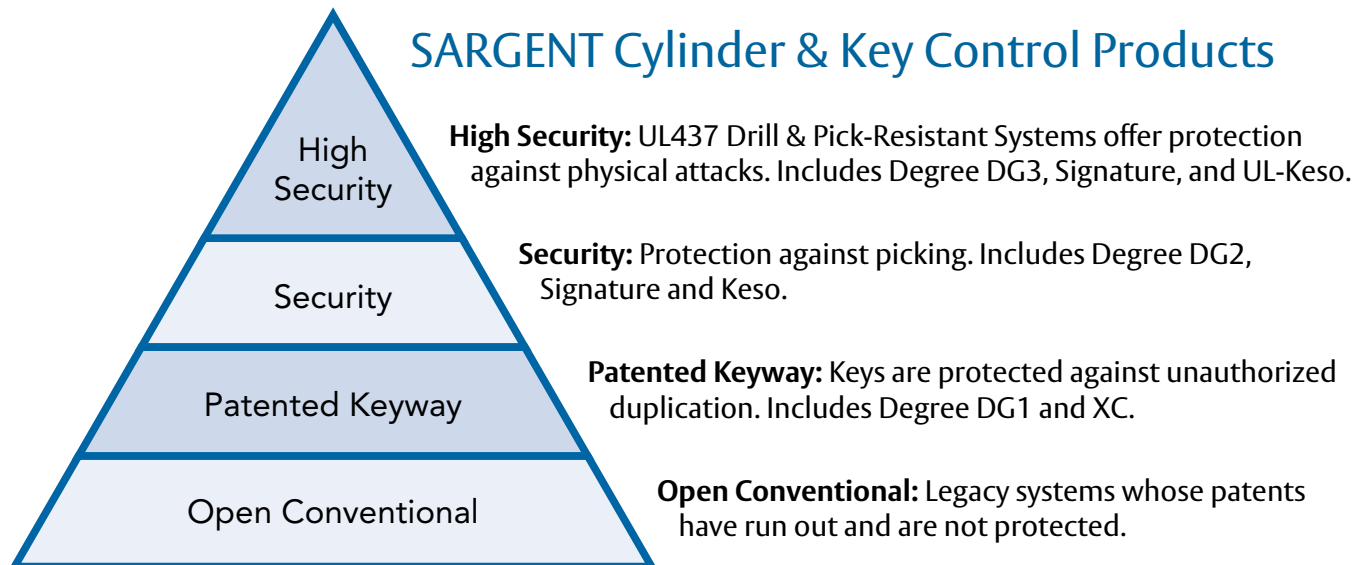 SARGENT Cylinder & Key Control Products
High
Security
High Security: UL437 Drill & Pick-Resistant Systems offer protection
against physical attacks. Includes Degree DG3, Signature, and UL-Keso.
Security
Security: Protection against picking. Includes Degree DG2,
Signature and Keso.
Patented Keyway
Patented Keyway: Keys are protected against unauthorized
duplication. Includes Degree DG1 and XC.
Open Conventional
Open Conventional: Legacy systems whose patents
have run out and are not protected.